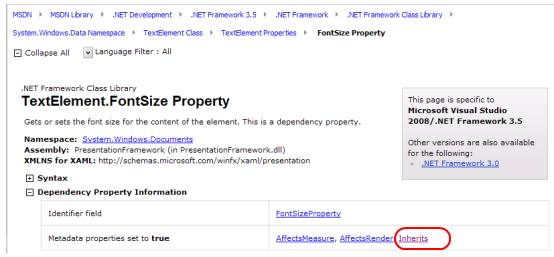 MSDN ▸ MSDN Library ▸ .NET Development ▸ .NET Framework 3.5 ▸ .NET Framework ▸ .NET Framework Class Library ▸
System.Windows.Data Namespace ▸ TextElement Class ▸ TextElement Properties ▸ FontSize Property
Collapse All Language Filter : All
.NET Framework Class Library
TextElement.FontSize Property
Gets or sets the font size for the content of the element. This is a dependency property.
Namespace: System.Windows.Documents
Assembly: PresentationFramework (in PresentationFramework.dll)
XMLNS for XAML: http://schemas.microsoft.com/winfx/xaml/presentation
This page is specific to
Microsoft Visual Studio
2008/.NET Framework 3.5
Other versions are also available
for the following:
.NET Framework 3.0
Syntax
Dependency Property Information
Identifier field FontSizeProperty
Metadata properties set to true AffectsMeasure, AffectsRender, Inherits